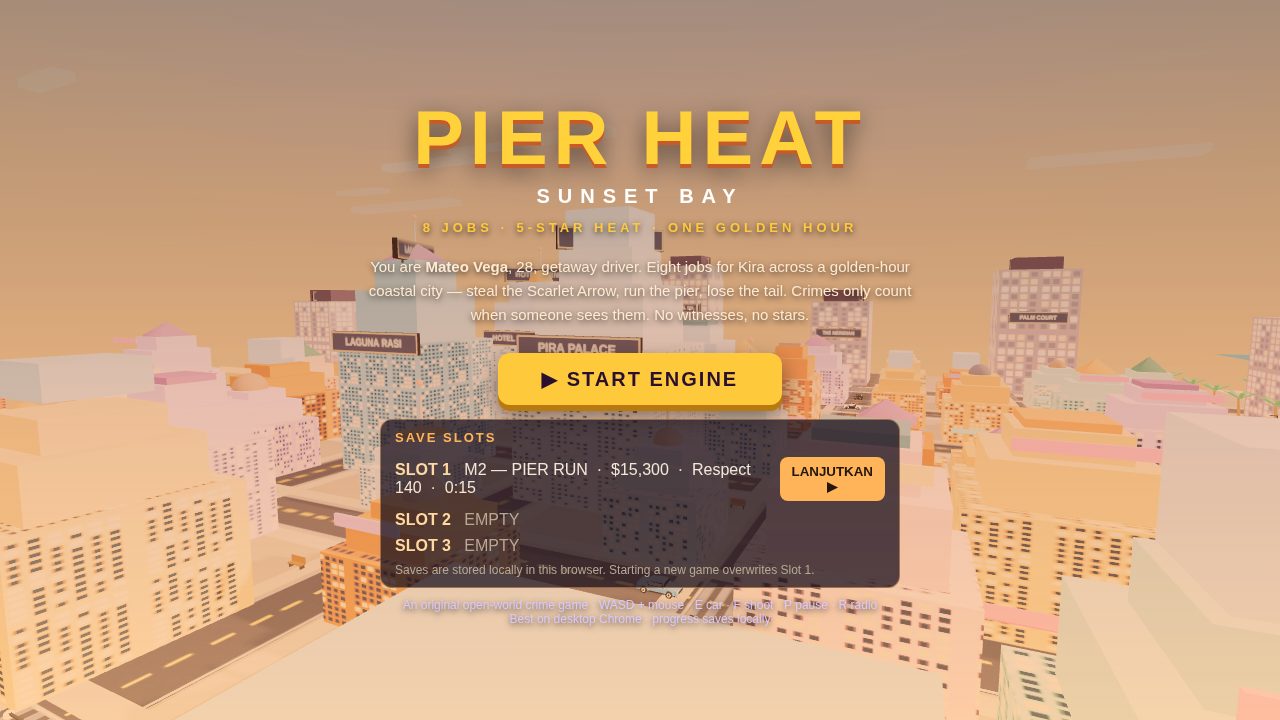 PIER HEAT
SUNSET BAY
8 JOBS · 5-STAR HEAT · ONE GOLDEN HOUR
You are Mateo Vega, 28, getaway driver. Eight jobs for Kira across a golden-hour
coastal city — steal the Scarlet Arrow, run the pier, lose the tail. Crimes only count
when someone sees them. No witnesses, no stars.
PALM COURT
THE MERIDIAN
LAGUNA RASI
HOTEL
PIRA PALACE
▶ START ENGINE
SAVE SLOTS
SLOT 1 M2 — PIER RUN · $15,300 · Respect
140 · 0:15
LANJUTKAN
▶
SLOT 2 EMPTY
SLOT 3 EMPTY
Saves are stored locally in this browser. Starting a new game overwrites Slot 1.
An original open-world crime game · WASD + mouse · E car · F shoot · P pause · R radio
Best on desktop Chrome · progress saves locally